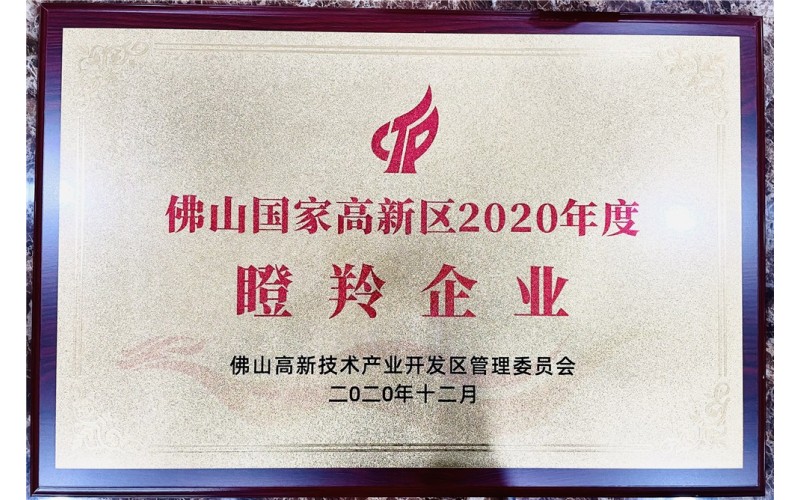 CTP
佛山国家高新区2020年度
瞪羚企业
佛山高新技术产业开发区管理委员会
二〇二〇年十二月